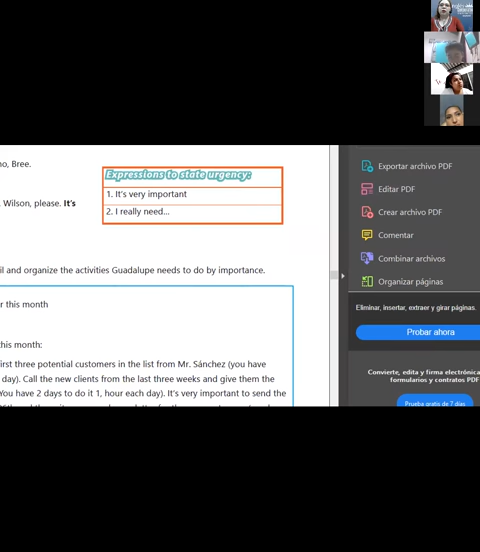 no, Bree.
Expressions to state urgency:
1. It's very important
Wilson, please. It's
2. I really need...
il and organize the activities Guadalupe needs to do by importance.
r this month
this month:
irst three potential customers in the list from Mr. Sánchez (you have
day). Call the new clients from the last three weeks and give them the
You have 2 days to do it 1, hour each day). It's very important to send the
Exportar archivo PDF
Editar PDF
Crear archivo PDF
Comentar
Combinar archivos
Organizar páginas
Eliminar, insertar, extraer y girar páginas.
Probar ahora
Convierte, edita y firma electrónica
formularios y contratos PDF
Prueba gratis de 7 días